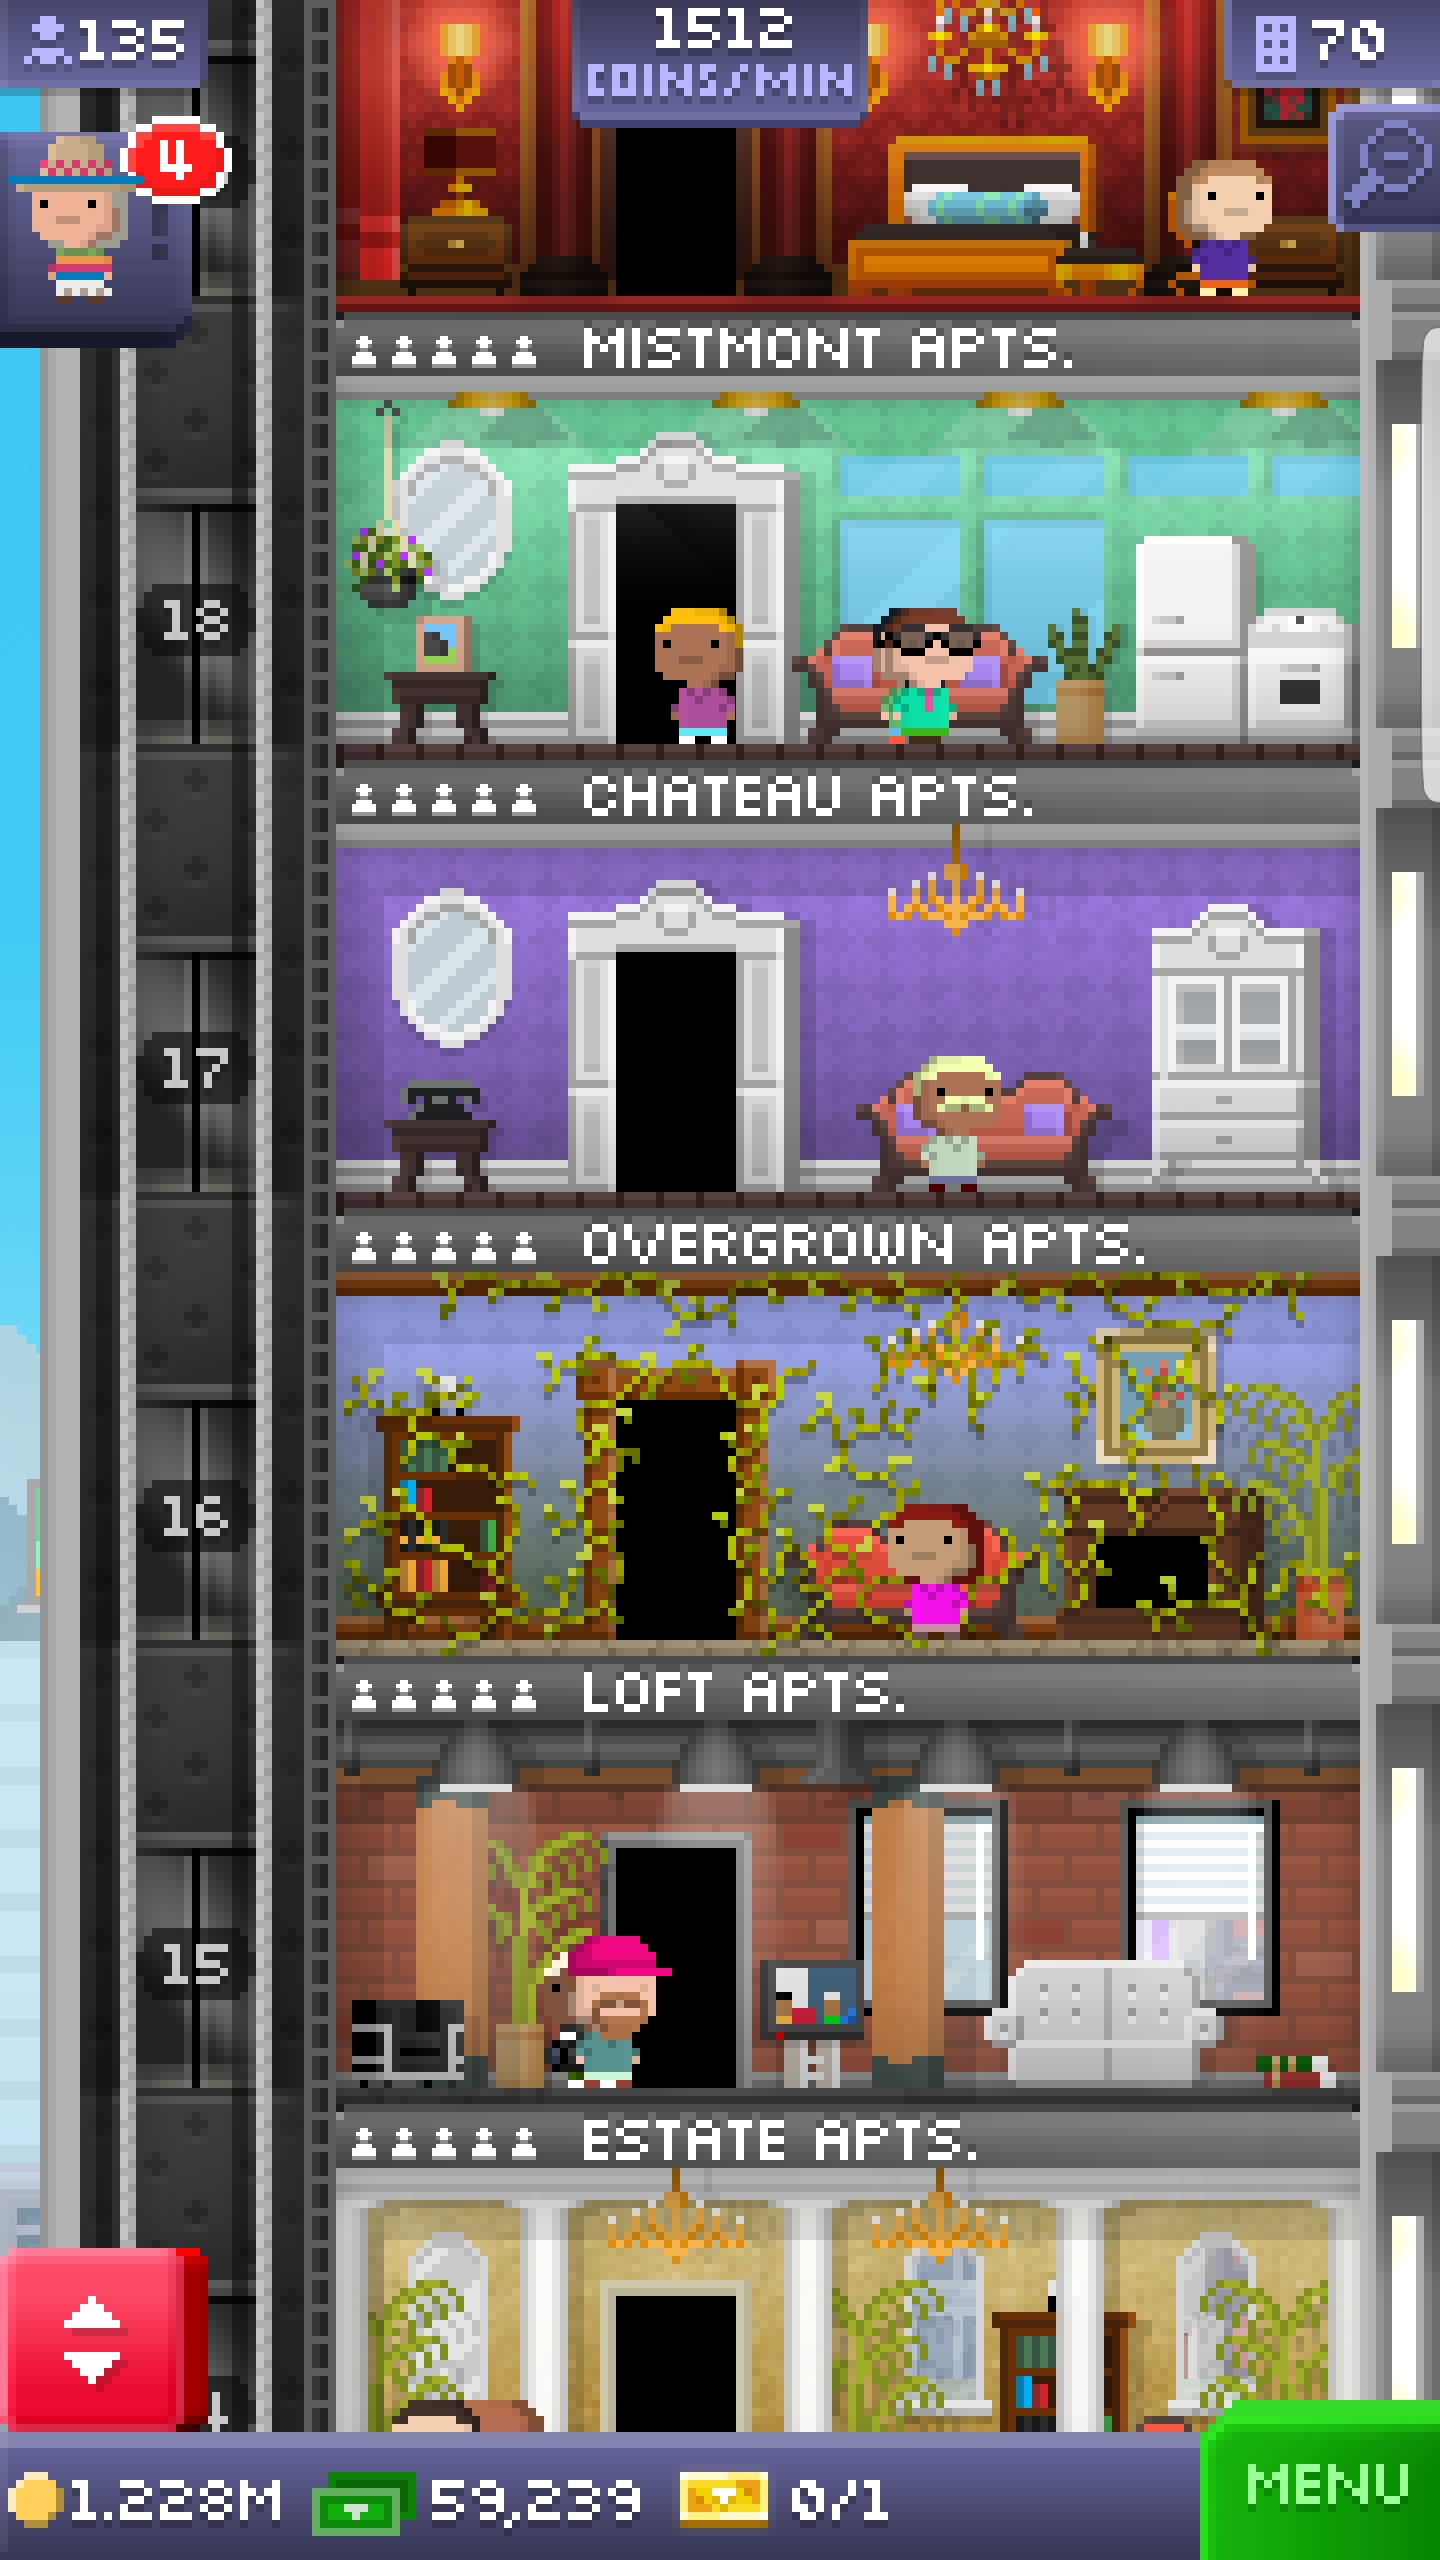 135
1512
COINS/MIN
70
4
MISTMONT APTS.
18
CHATEAU APTS.
17
OVERGROWN APTS.
16
LOFT APTS.
15
ESTATE APTS.
1.228M
59,239
0/1
MENU